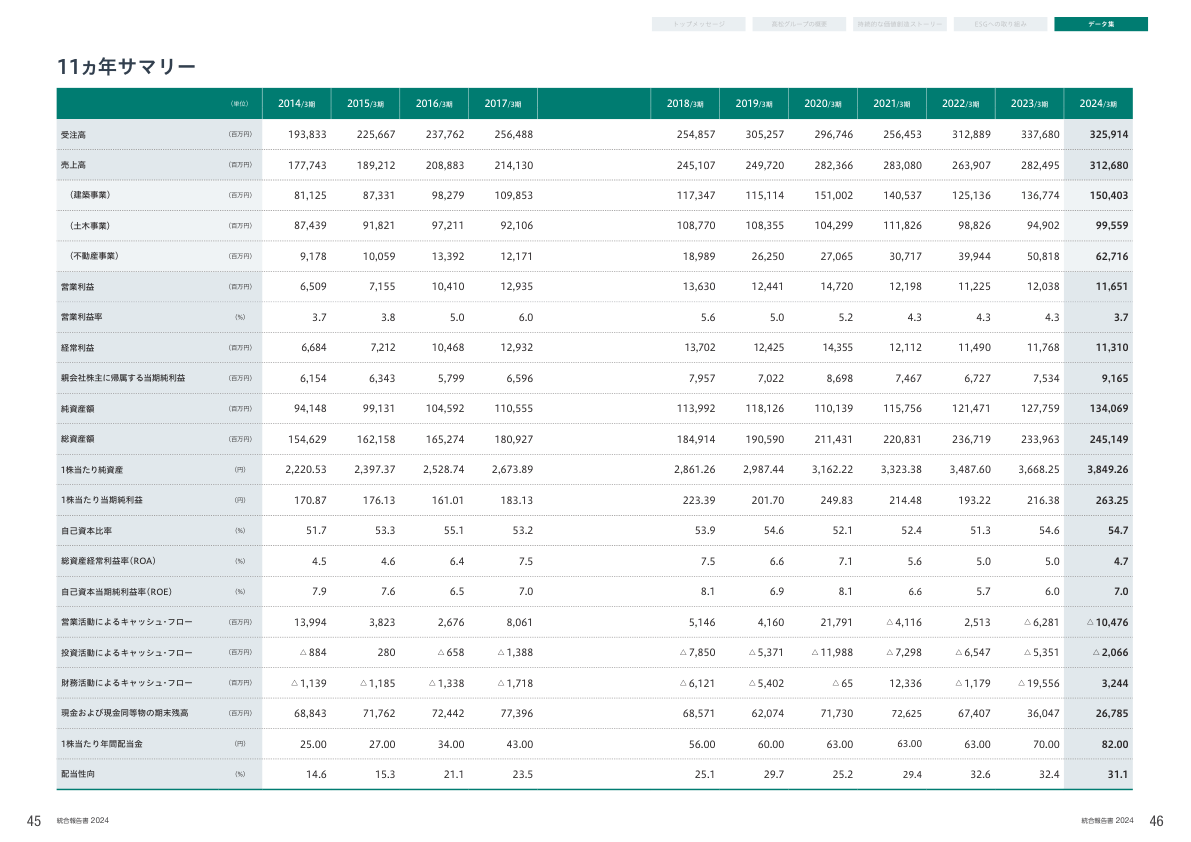 トップメッセージ 高松グループの概要 持続的な価値創造ストーリー ESGへの取り組み データ集
11ヵ年サマリー
（単位） 2014/3期 2015/3期 2016/3期 2017/3期 2018/3期 2019/3期 2020/3期 2021/3期 2022/3期 2023/3期 2024/3期
受注高 （百万円） 193,833 225,667 237,762 256,488 254,857 305,257 296,746 256,453 312,889 337,680 325,914
売上高 （百万円） 177,743 189,212 208,883 214,130 245,107 249,720 282,366 283,080 263,907 282,495 312,680
（建築事業） （百万円） 81,125 87,331 98,279 109,853 117,347 115,114 151,002 140,537 125,136 136,774 150,403
（土木事業） （百万円） 87,439 91,821 97,211 92,106 108,770 108,355 104,299 111,826 98,826 94,902 99,559
（不動産事業） （百万円） 9,178 10,059 13,392 12,171 18,989 26,250 27,065 30,717 39,944 50,818 62,716
営業利益 （百万円） 6,509 7,155 10,410 12,935 13,630 12,441 14,720 12,198 11,225 12,038 11,651
営業利益率 （%） 3.7 3.8 5.0 6.0 5.6 5.0 5.2 4.3 4.3 4.3 3.7
経常利益 （百万円） 6,684 7,212 10,468 12,932 13,702 12,425 14,355 12,112 11,490 11,768 11,310
親会社株主に帰属する当期純利益 （百万円） 6,154 6,343 5,799 6,596 7,957 7,022 8,698 7,467 6,727 7,534 9,165
純資産額 （百万円） 94,148 99,131 104,592 110,555 113,992 118,126 110,139 115,756 121,471 127,759 134,069
総資産額 （百万円） 154,629 162,158 165,274 180,927 184,914 190,590 211,431 220,831 236,719 233,963 245,149
1株当たり純資産 （円） 2,220.53 2,397.37 2,528.74 2,673.89 2,861.26 2,987.44 3,162.22 3,323.38 3,487.60 3,668.25 3,849.26
1株当たり当期純利益 （円） 170.87 176.13 161.01 183.13 223.39 201.70 249.83 214.48 193.22 216.38 263.25
自己資本比率 （%） 51.7 53.3 55.1 53.2 53.9 54.6 52.1 52.4 51.3 54.6 54.7
総資産経常利益率（ROA） （%） 4.5 4.6 6.4 7.5 7.5 6.6 7.1 5.6 5.0 5.0 4.7
自己資本当期純利益率（ROE） （%） 7.9 7.6 6.5 7.0 8.1 6.9 8.1 6.6 5.7 6.0 7.0
営業活動によるキャッシュ・フロー （百万円） 13,994 3,823 2,676 8,061 5,146 4,160 21,791 △4,116 2,513 △6,281 △10,476
投資活動によるキャッシュ・フロー （百万円） △884 280 △658 △1,388 △7,850 △5,371 △11,988 △7,298 △6,547 △5,351 △2,066
財務活動によるキャッシュ・フロー （百万円） △1,139 △1,185 △1,338 △1,718 △6,121 △5,402 △65 12,336 △1,179 △19,556 3,244
現金および現金同等物の期末残高 （百万円） 68,843 71,762 72,442 77,396 68,571 62,074 71,730 72,625 67,407 36,047 26,785
1株当たり年間配当金 （円） 25.00 27.00 34.00 43.00 56.00 60.00 63.00 63.00 63.00 70.00 82.00
配当性向 （%） 14.6 15.3 21.1 23.5 25.1 29.7 25.2 29.4 32.6 32.4 31.1
45 統合報告書 2024 統合報告書 2024 46